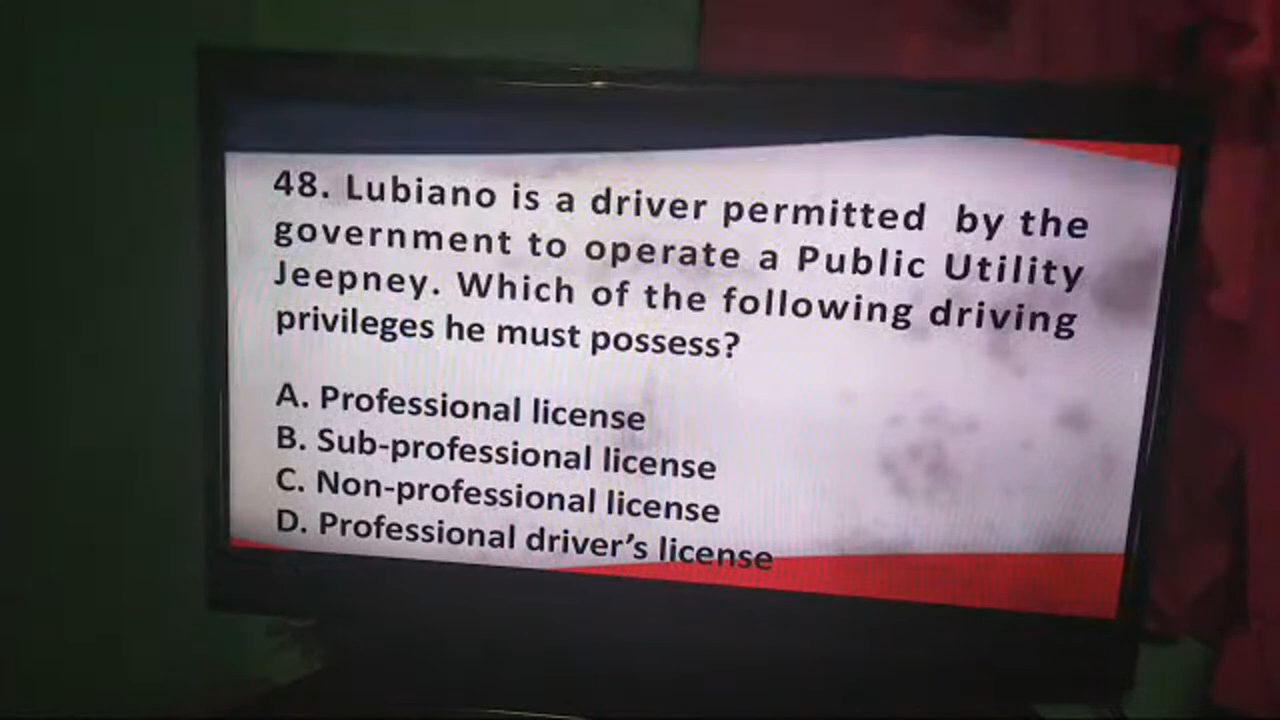 48. Lubiano is a driver permitted by the
government to operate a Public Utility
Jeepney. Which of the following driving
privileges he must possess?
A. Professional license
B. Sub-professional license
C. Non-professional license
D. Professional driver's license